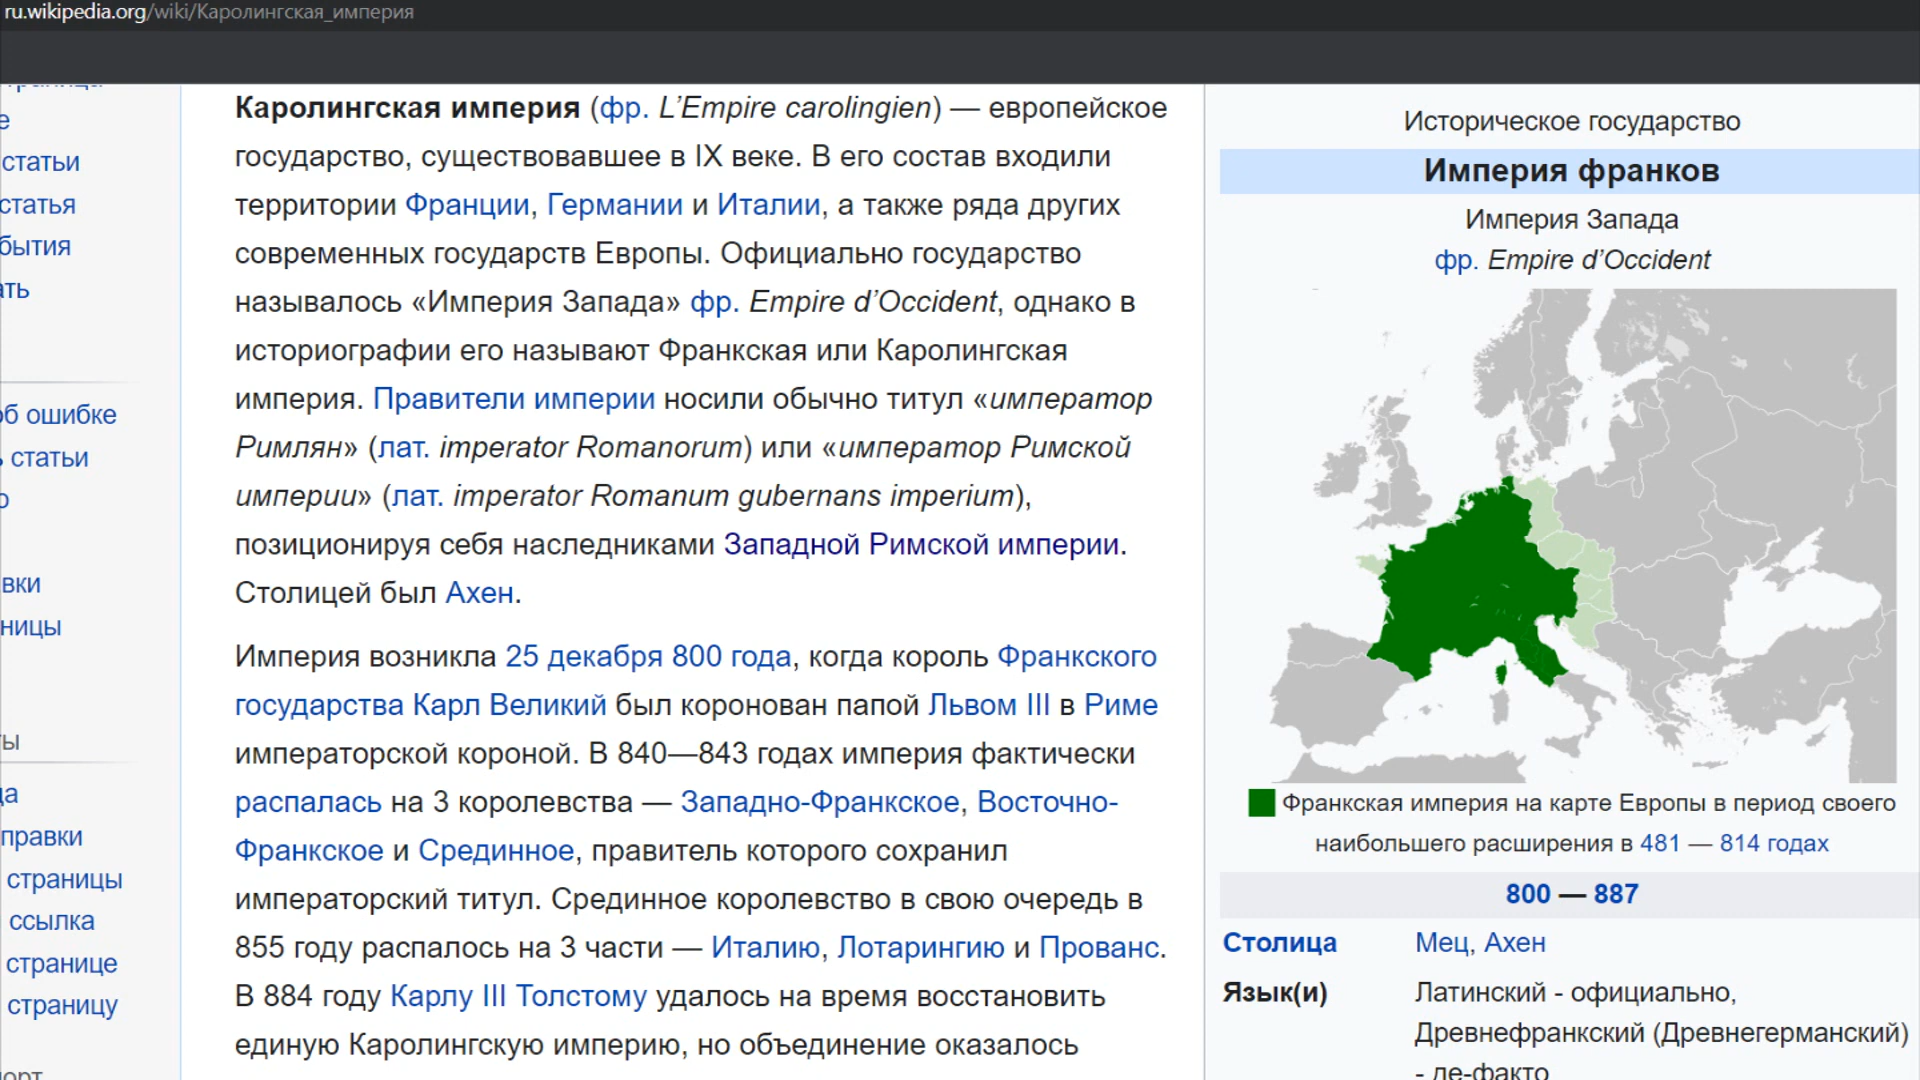 ru.wikipedia.org/wiki/Каролингская_империя
статьи
статья
бытия
ать
об ошибке
статьи
вки
ницы
ты
да
правки
страницы
ссылка
странице
страницу
Каролингская империя (фр. L’Empire carolingien) — европейское
государство, существовавшее в IX веке. В его состав входили
территории Франции, Германии и Италии, а также ряда других
современных государств Европы. Официально государство
называлось «Империя Запада» фр. Empire d’Occident, однако в
историографии его называют Франкская или Каролингская
империя. Правители империи носили обычно титул «император
Римлян» (лат. imperator Romanorum) или «император Римской
империи» (лат. imperator Romanum gubernans imperium),
позиционируя себя наследниками Западной Римской империи.
Столицей был Ахен.
Империя возникла 25 декабря 800 года, когда король Франкского
государства Карл Великий был коронован папой Львом III в Риме
императорской короной. В 840—843 годах империя фактически
распалась на 3 королевства — Западно-Франкское, Восточно-
Франкское и Срединное, правитель которого сохранил
императорский титул. Срединное королевство в свою очередь в
855 году распалось на 3 части — Италию, Лотарингию и Прованс.
В 884 году Карлу III Толстому удалось на время восстановить
единую Каролингскую империю, но объединение оказалось
Историческое государство
Империя франков
Империя Запада
фр. Empire d’Occident
Франкская империя на карте Европы в период своего
наибольшего расширения в 481 — 814 годах
800 — 887
Столица Мец, Ахен
Язык(и) Латинский - официально,
Древнефранкский (Древнегерманский)
- де-факто